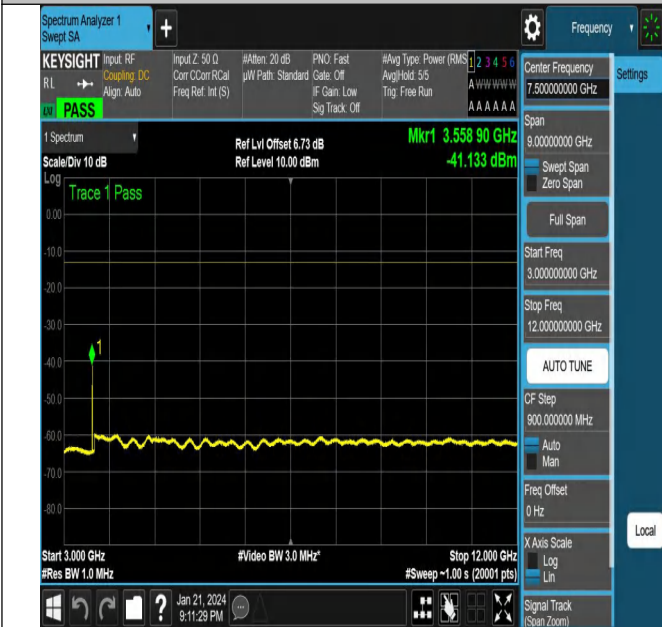 Spectrum Analyzer 1
Swept SA
+
Frequency
KEYSIGHT
RL
Input: RF
Coupling: DC
Align: Auto
Input Z: 50 Ω
Corr CCorr RCal
Freq Ref: Int (S)
#Atten: 20 dB
µW Path: Standard
PNO: Fast
Gate: Off
IF Gain: Low
Sig Track: Off
#Avg Type: Power (RMS
Avg|Hold: 5/5
Trig: Free Run
1 2 3 4 5 6
A W W W W W
A A A A A A
PASS
1 Spectrum
Scale/Div 10 dB
Ref Lvl Offset 6.73 dB
Ref Level 10.00 dBm
Mkr1 3.558 90 GHz
-41.133 dBm
Log
Trace 1 Pass
0.00
-10.0
-20.0
-30.0
1
-40.0
-50.0
-60.0
-70.0
-80.0
Start 3.000 GHz
#Video BW 3.0 MHz*
Stop 12.000 GHz
#Res BW 1.0 MHz
#Sweep ~1.00 s (20001 pts)
Center Frequency
7.500000000 GHz
Settings
Span
9.00000000 GHz
Swept Span
Zero Span
Full Span
Start Freq
3.000000000 GHz
Stop Freq
12.000000000 GHz
AUTO TUNE
CF Step
900.000000 MHz
Auto
Man
Freq Offset
0 Hz
X Axis Scale
Log
Lin
Local
Signal Track
(Span Zoom)
?
Jan 21, 2024
9:11:29 PM